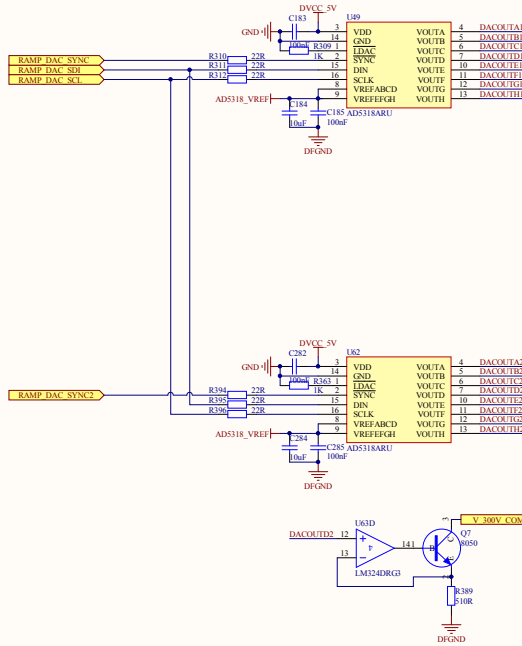 DVCC_5V
C183
U49
GND
100nF
R309
1K
3 VDD VOUTA 4 DACOUTA1
14 GND VOUTB 5 DACOUTB1
1 LDAC VOUTC 6 DACOUTC1
RAMP_DAC_SYNC R310 22R 2 SYNC VOUTD 7 DACOUTD1
RAMP_DAC_SDI R311 22R 15 DIN VOUTE 10 DACOUTE1
RAMP_DAC_SCL R312 22R 16 SCLK VOUTF 11 DACOUTF1
8 VREFABCD VOUTG 12 DACOUTG1
AD5318_VREF 9 VREFEFGH VOUTH 13 DACOUTH1
C184 C185 AD5318ARU
10uF 100nF
DFGND
DVCC_5V
C282
U62
GND
100nF
R363
1K
3 VDD VOUTA 4 DACOUTA2
14 GND VOUTB 5 DACOUTB2
1 LDAC VOUTC 6 DACOUTC2
RAMP_DAC_SYNC2 R394 22R 2 SYNC VOUTD 7 DACOUTD2
R395 22R 15 DIN VOUTE 10 DACOUTE2
R396 22R 16 SCLK VOUTF 11 DACOUTF2
8 VREFABCD VOUTG 12 DACOUTG2
AD5318_VREF 9 VREFEFGH VOUTH 13 DACOUTH2
C284 C285 AD5318ARU
10uF 100nF
DFGND
V_300V_COM
U63D
3
Q7
8050
DACOUTD2 12
+ 4 -
14 1
B C E
13
LM324DRG3
2
R389
510R
DFGND